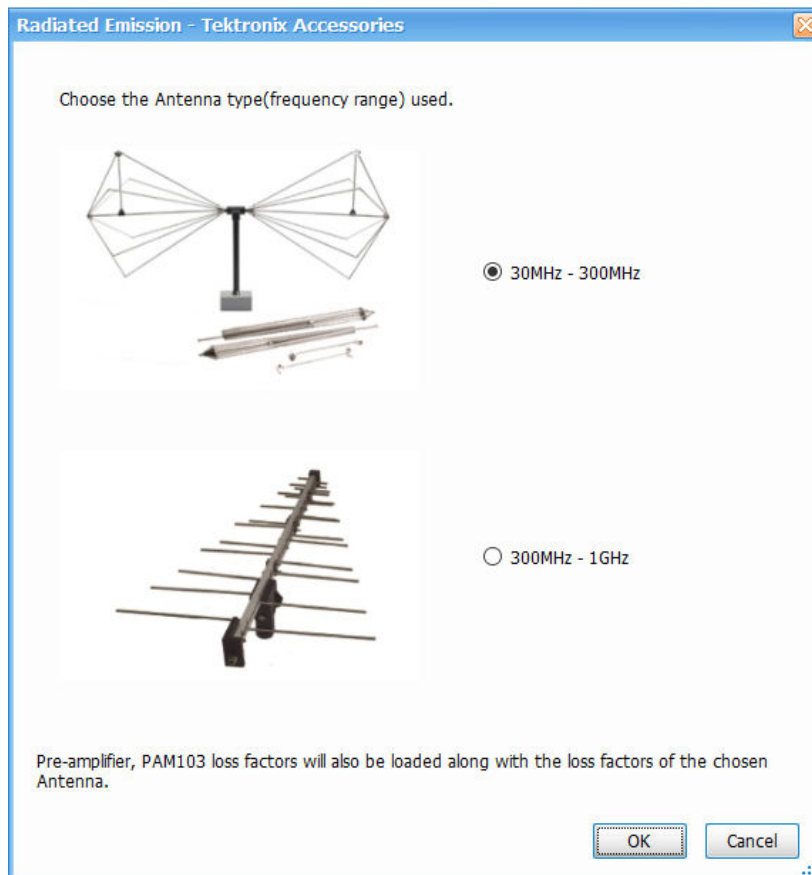 Radiated Emission - Tektronix Accessories
Choose the Antenna type(frequency range) used.
30MHz - 300MHz
300MHz - 1GHz
Pre-amplifier, PAM103 loss factors will also be loaded along with the loss factors of the chosen
Antenna.
OK
Cancel